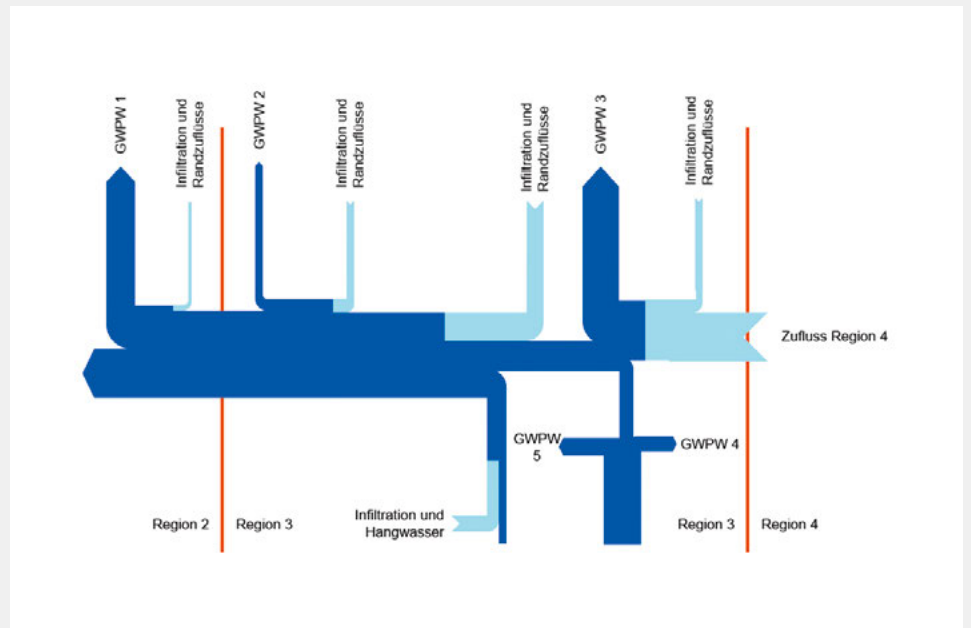 GWPW 1
Infiltration und
Randzuflüsse
GWPW 2
Infiltration und
Randzuflüsse
Infiltration und
Randzuflüsse
GWPW 3
Infiltration und
Randzuflüsse
Zufluss Region 4
GWPW
5
GWPW 4
Infiltration und
Hangwasser
Region 2
Region 3
Region 3
Region 4